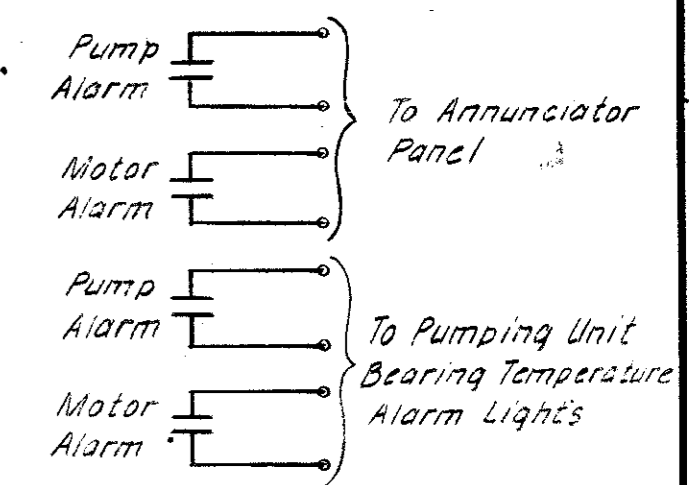 Pump
Alarm
To Annunciator
Panel
Motor
Alarm
Pump
Alarm
To Pumping Unit
Bearing Temperature
Alarm Lights
Motor
Alarm